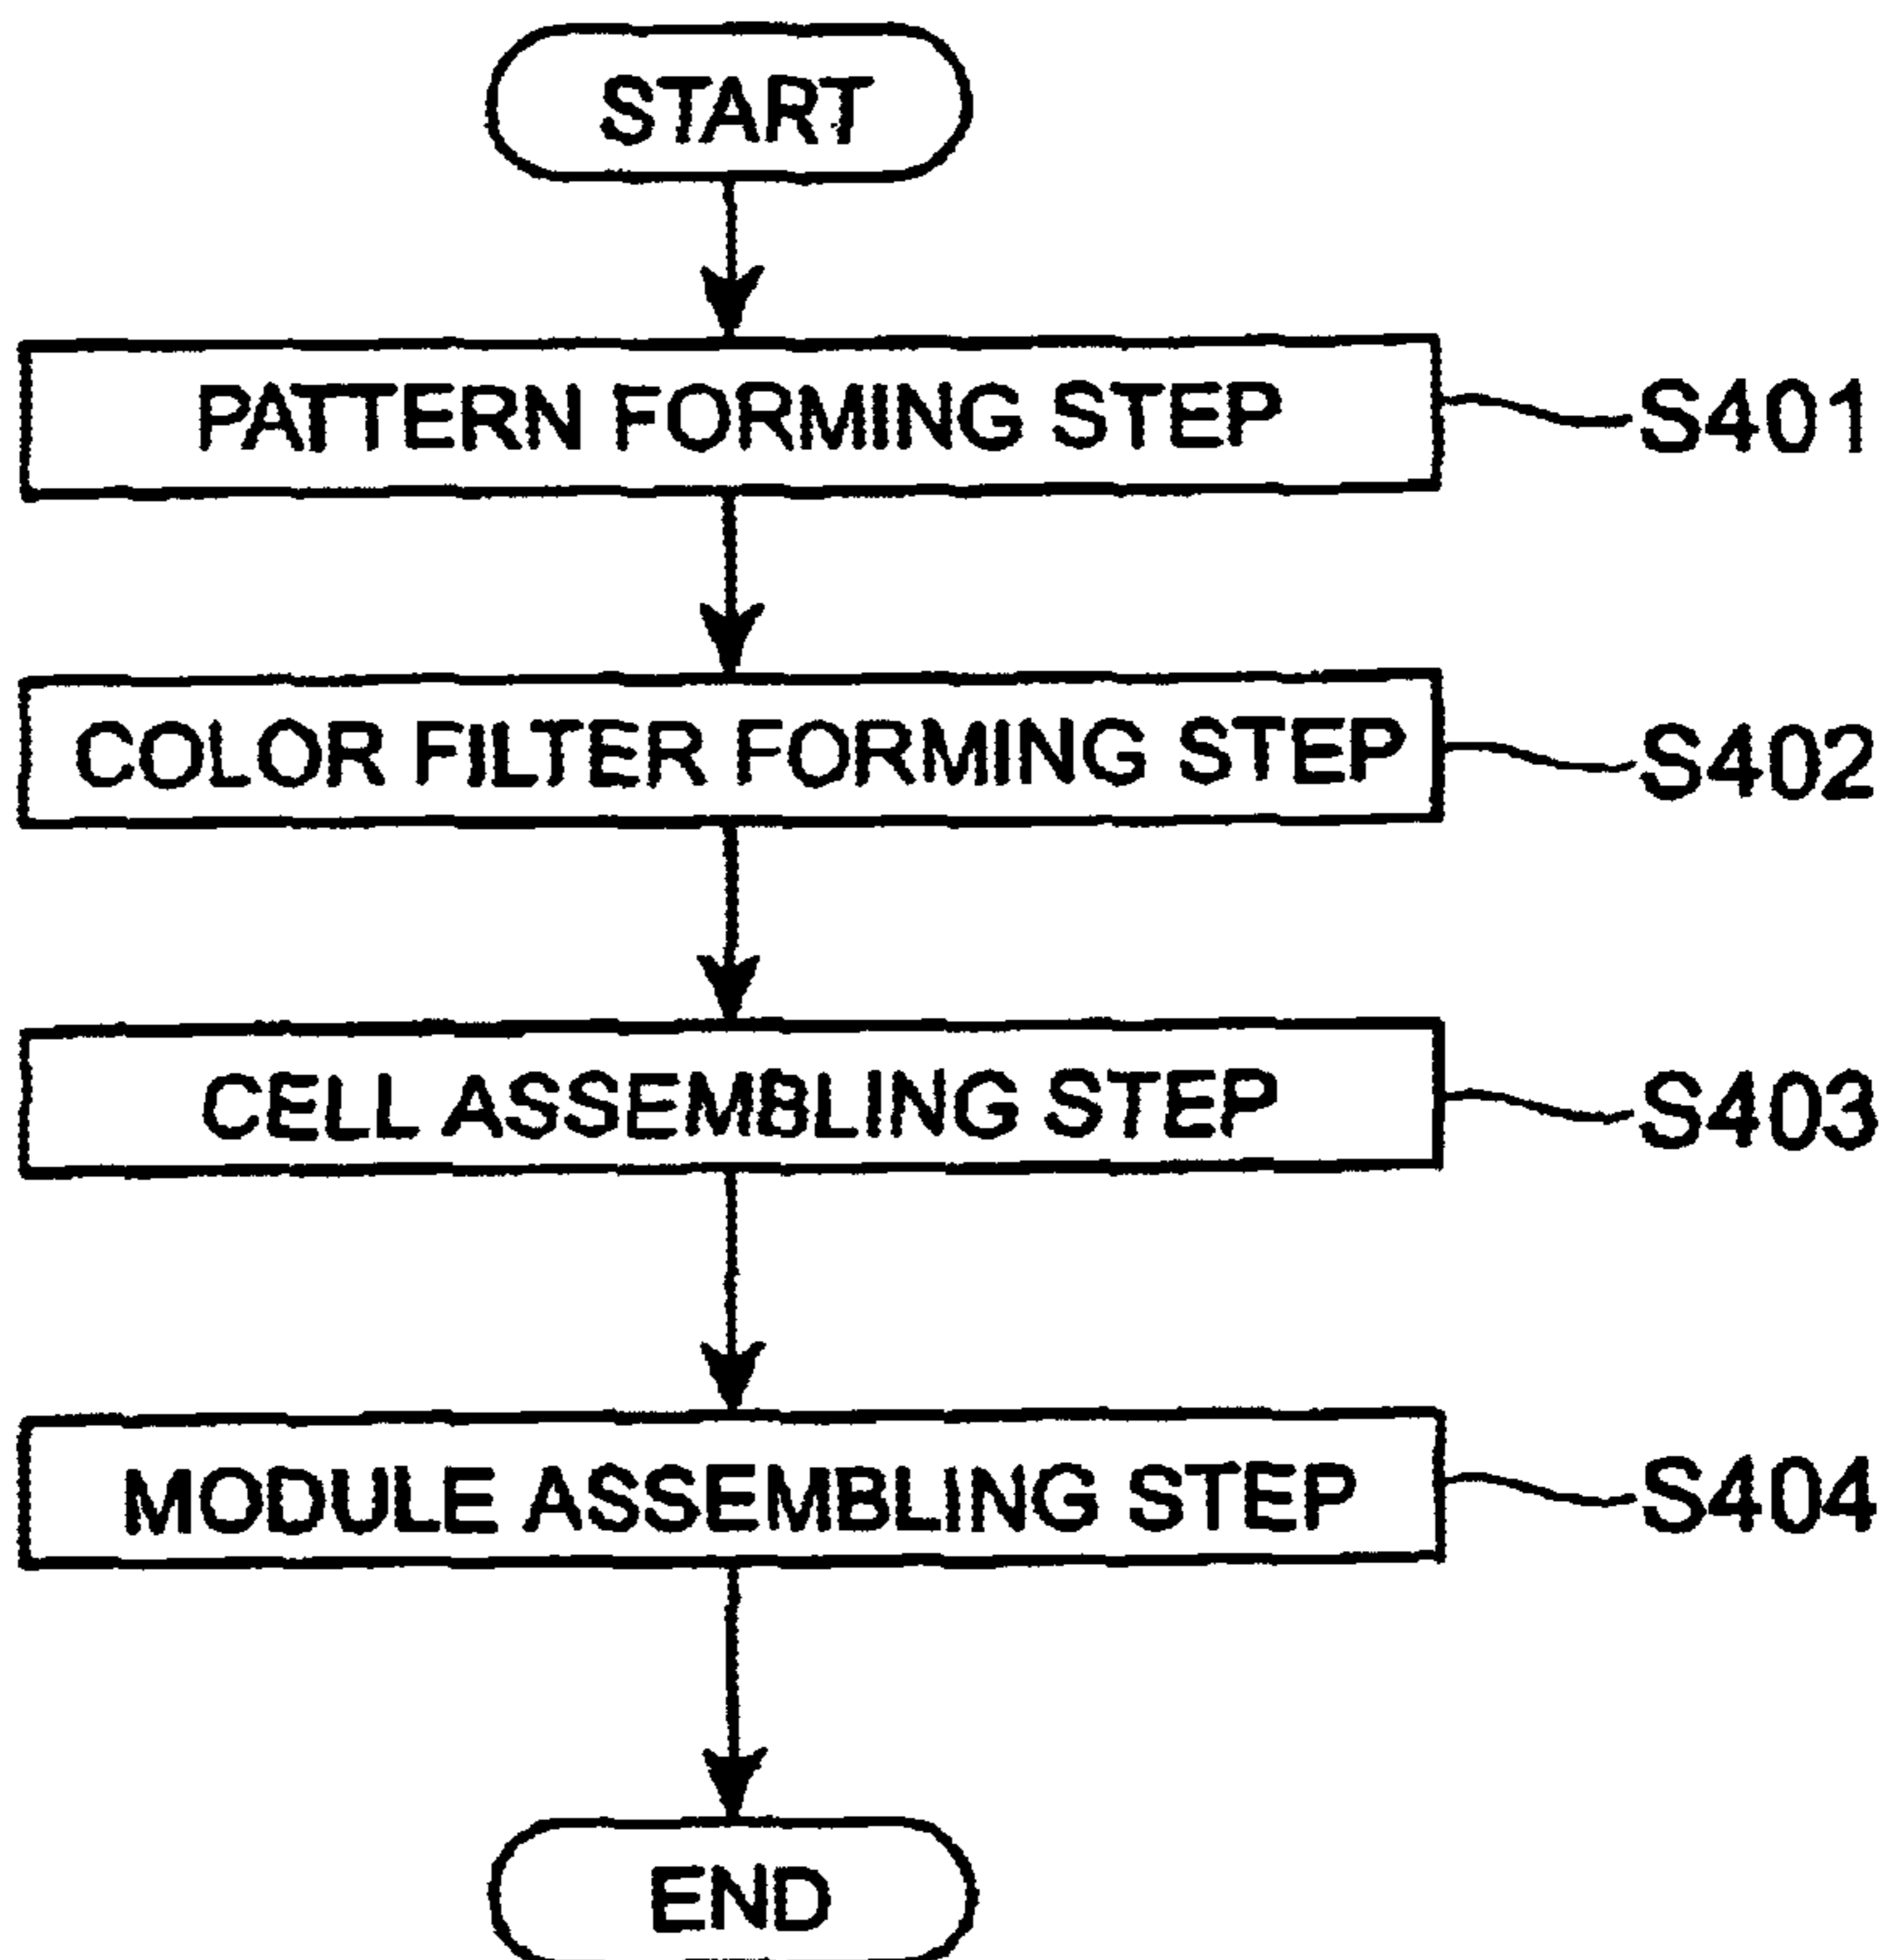 START
PATTERN FORMING STEP
S401
COLOR FILTER FORMING STEP
S402
CELL ASSEMBLING STEP
S403
MODULE ASSEMBLING STEP
S404
END